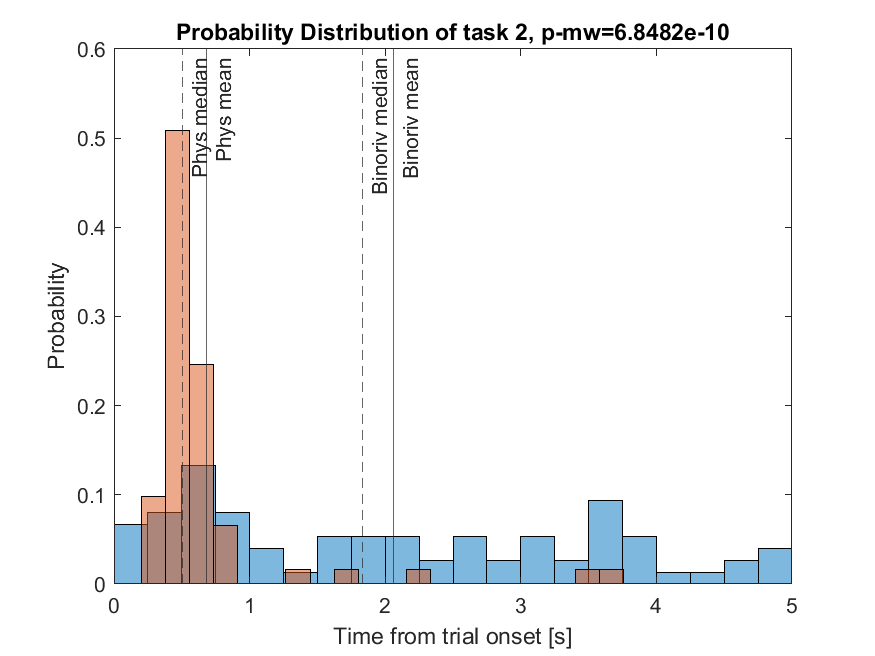 Probability Distribution of task 2, p-mw=6.8482e-10
0.6
0.5
0.4
0.3
0.2
0.1
0
Probability
Phys median
Phys mean
Binoriv median
Binoriv mean
0 1 2 3 4 5
Time from trial onset [s]